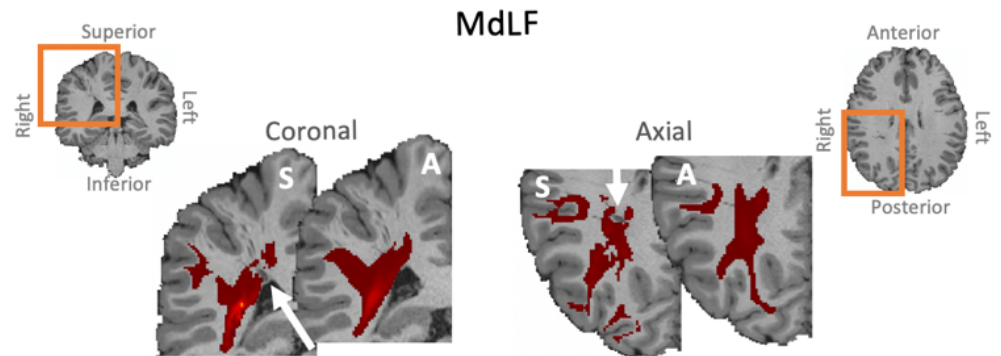 MdLF
Superior
Right
Left
Inferior
Coronal
S
A
Axial
S
A
Anterior
Right
Left
Posterior